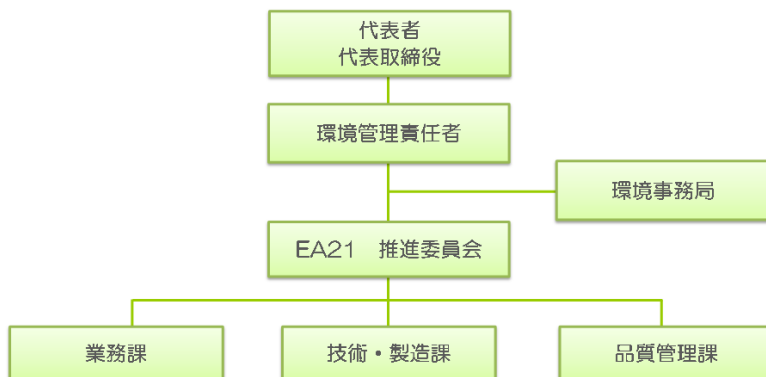 代表者
代表取締役
環境管理責任者
環境事務局
EA21　推進委員会
業務課
技術・製造課
品質管理課